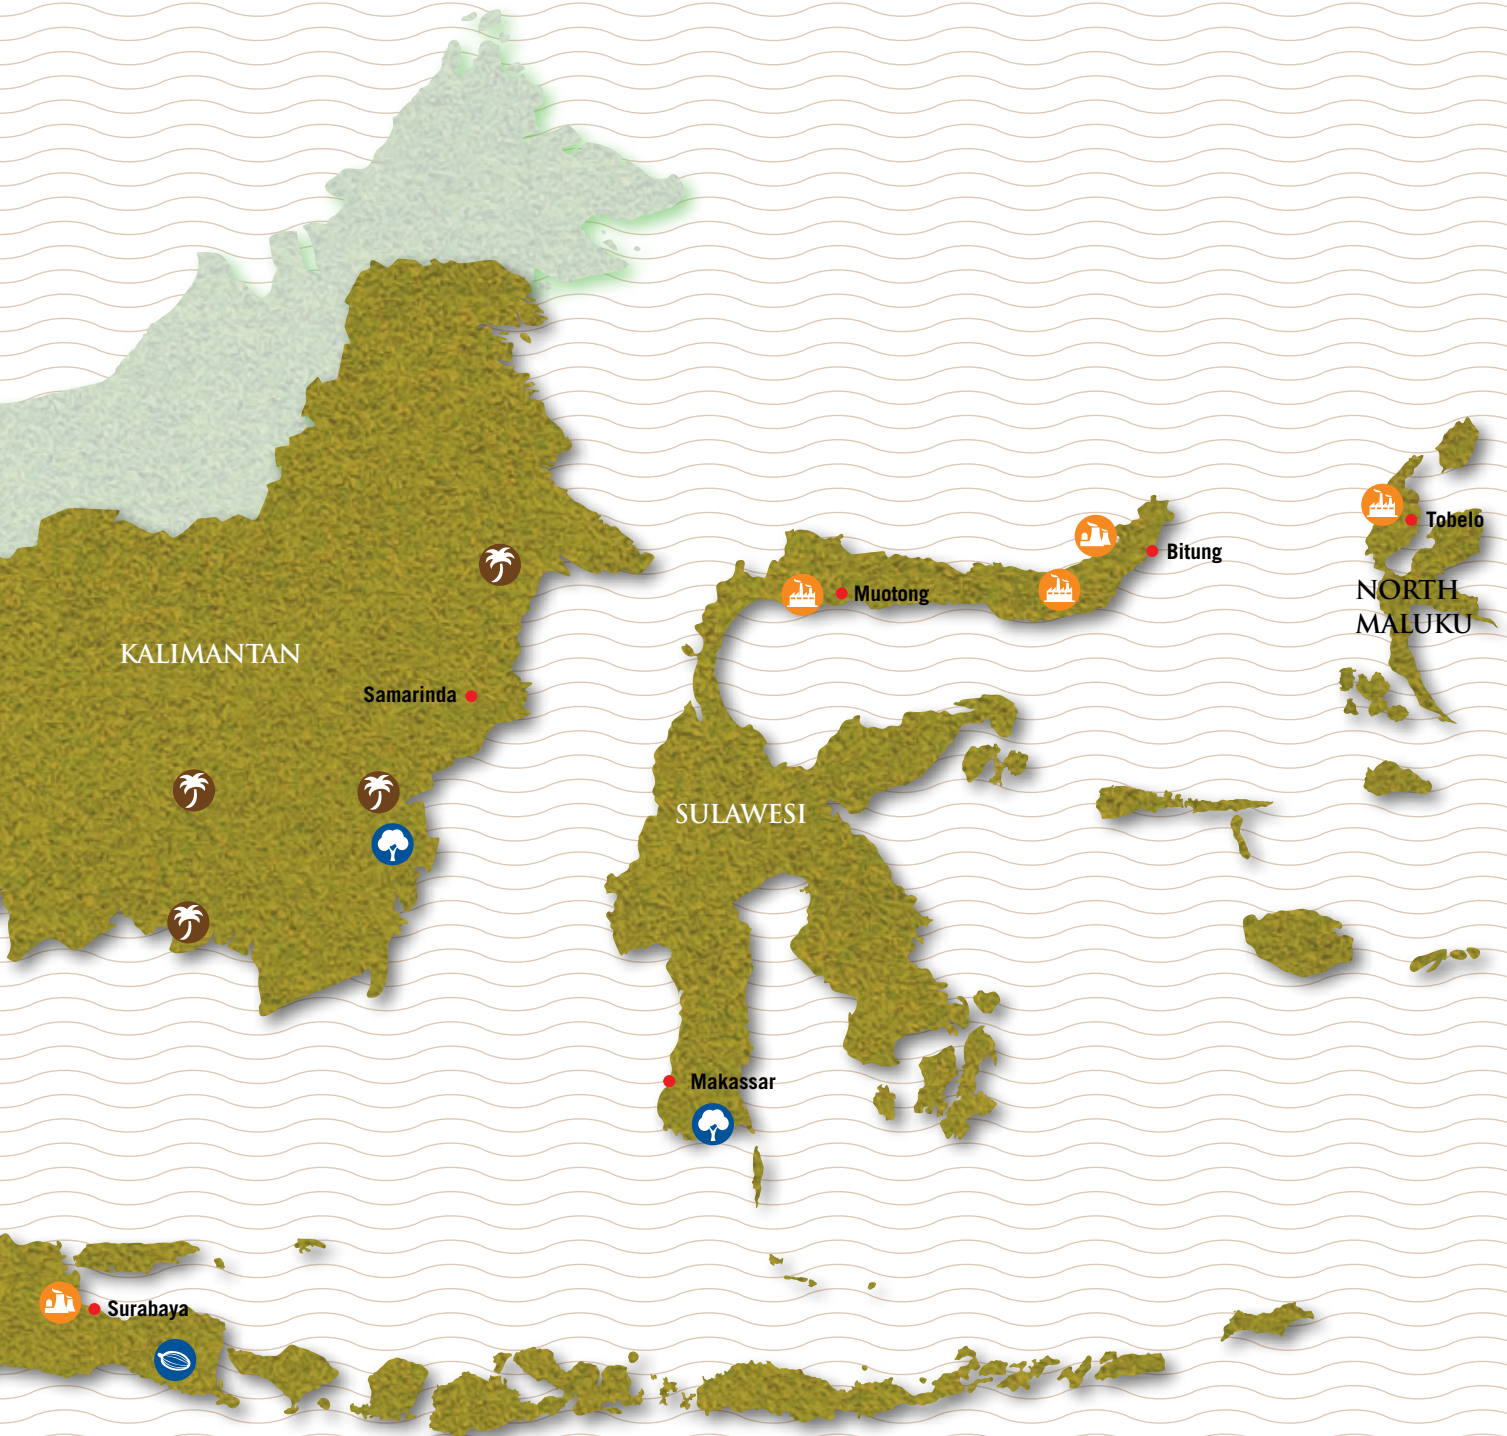 Tobelo
Bitung
NORTH
MALUKU
Muotong
KALIMANTAN
Samarinda
SULAWESI
Makassar
Surabaya